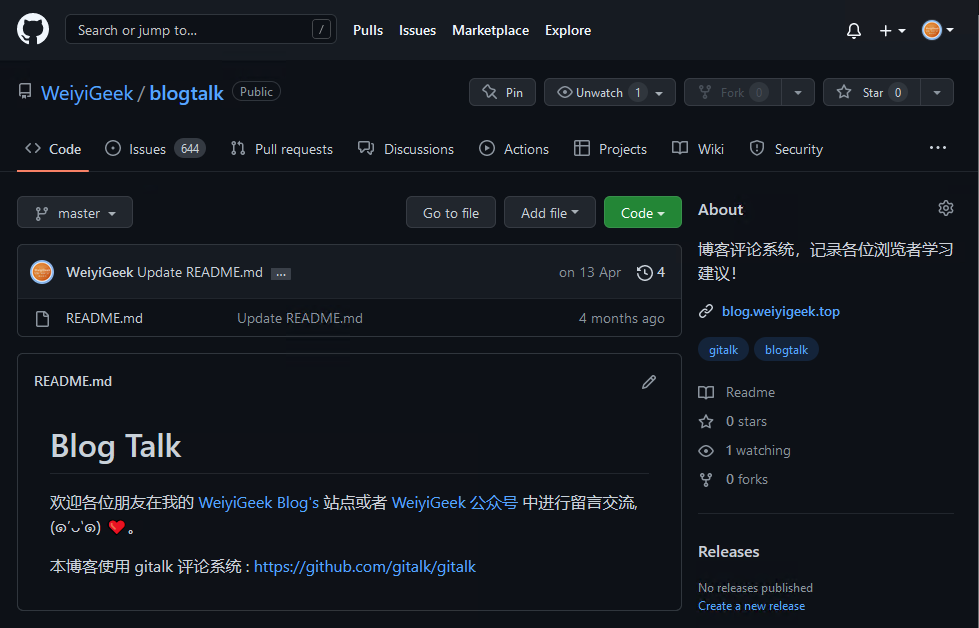 Search or jump to... /
Pulls Issues Marketplace Explore
WeiyiGeek / blogtalk Public
Pin Unwatch 1 Fork 0 Star 0
Code Issues 644 Pull requests Discussions Actions Projects Wiki Security ...
master Go to file Add file Code
WeiyiGeek Update README.md ... on 13 Apr 4
README.md Update README.md 4 months ago
README.md
Blog Talk
欢迎各位朋友在我的 WeiyiGeek Blog's 站点或者 WeiyiGeek 公众号 中进行留言交流,
(๑′ᴗ‵๑) ❤️。
本博客使用 gitalk 评论系统 : https://github.com/gitalk/gitalk
About
博客评论系统，记录各位浏览者学习
建议！
blog.weiyigeek.top
gitalk blogtalk
Readme
0 stars
1 watching
0 forks
Releases
No releases published
Create a new release